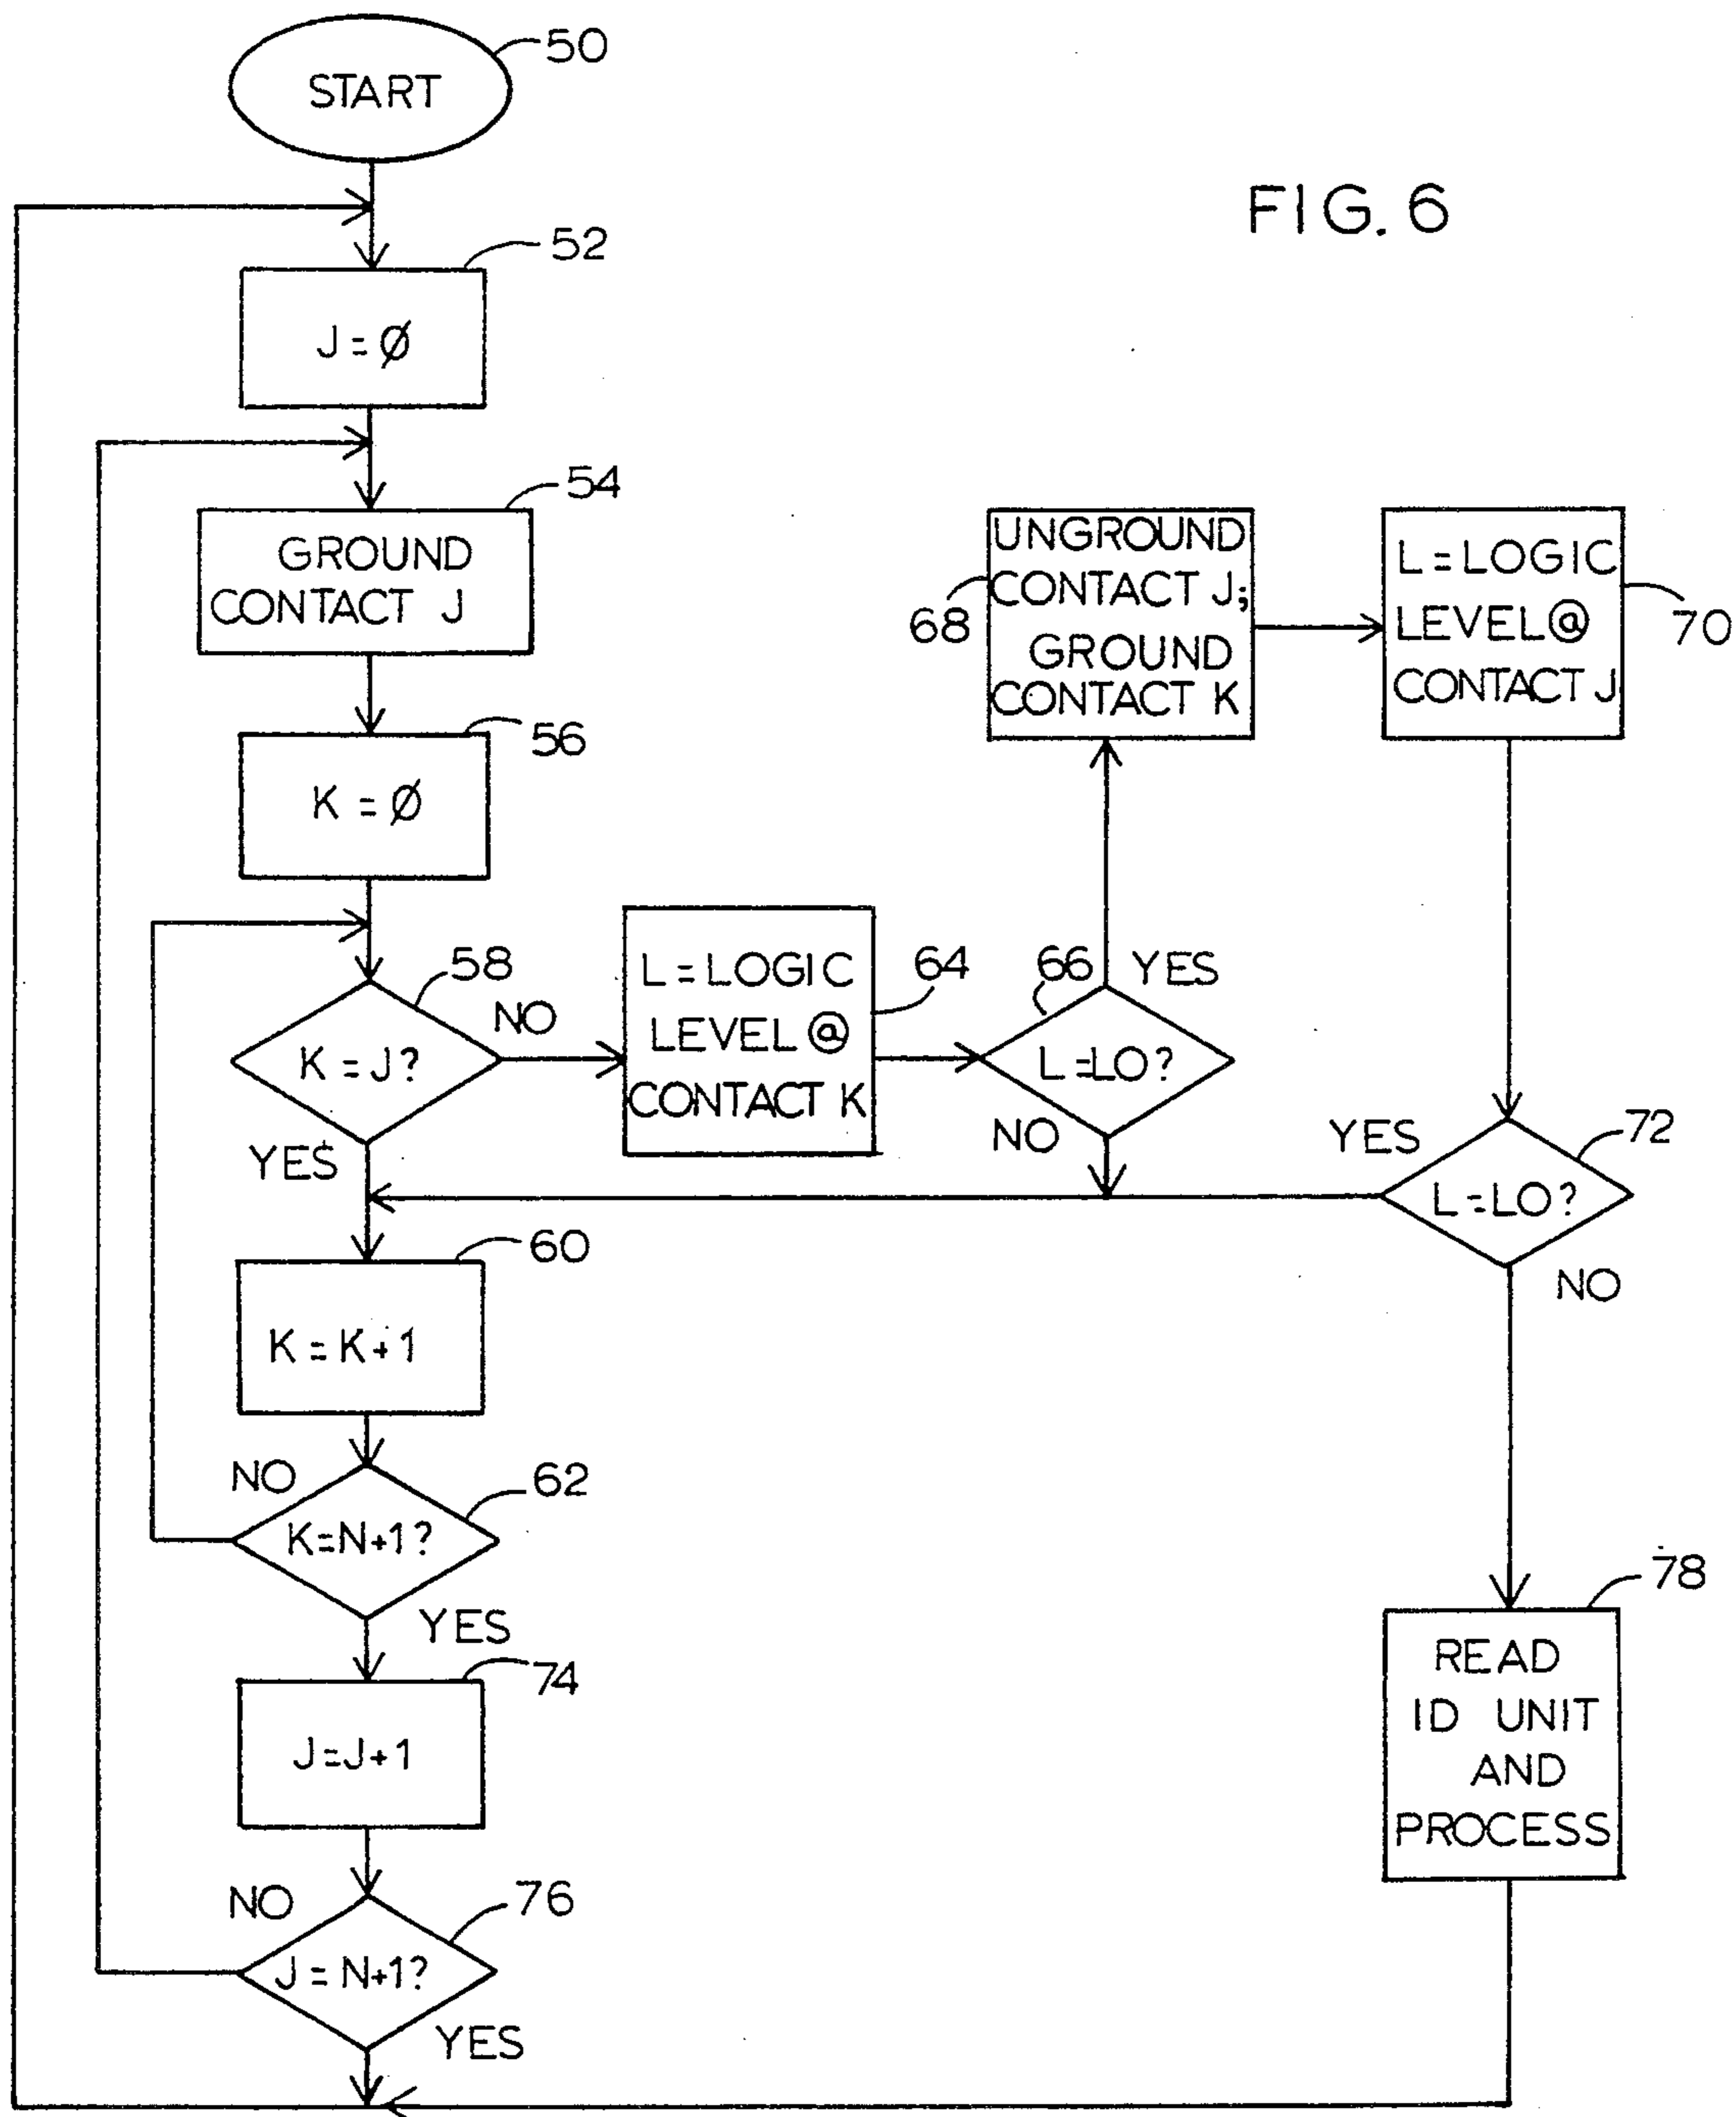 50
START
FIG. 6
52
J = Ø
54
GROUND
CONTACT J
56
K = Ø
UNGROUND
CONTACT J;
GROUND
CONTACT K
68
L = LOGIC
LEVEL @
CONTACT J
70
58
K = J?
NO
YES
L = LOGIC
LEVEL @
CONTACT K
64
66
YES
L = LO?
NO
YES
72
L = LO?
NO
60
K = K + 1
NO
62
K = N+1?
YES
74
J = J + 1
NO
76
J = N+1?
YES
78
READ
ID UNIT
AND
PROCESS